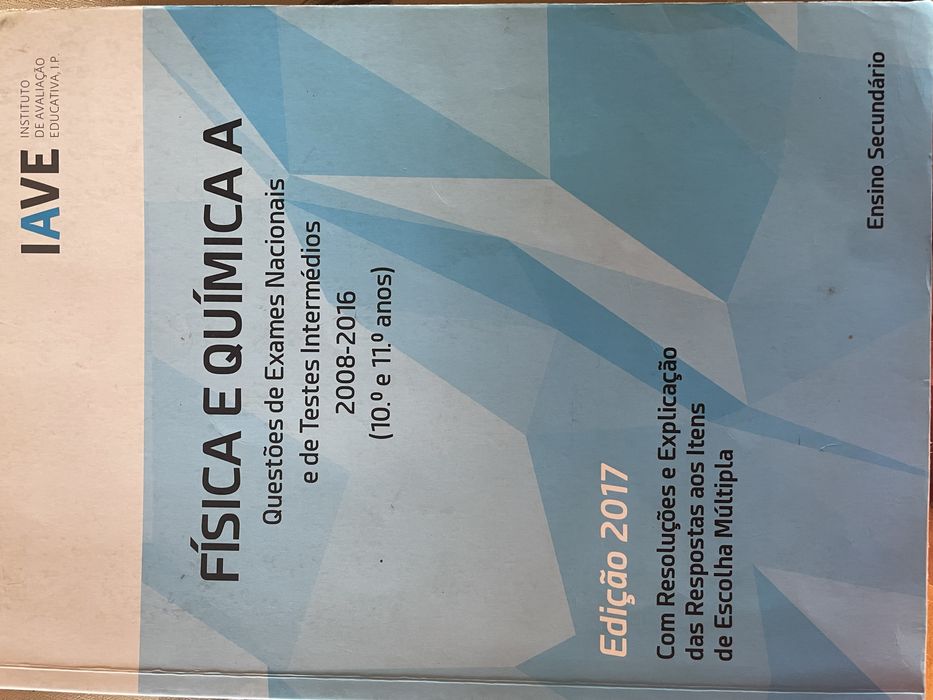 IAVE
INSTITUTO
DE AVALIAÇÃO
EDUCATIVA, I.P.
FÍSICA E QUÍMICA A
Questões de Exames Nacionais
e de Testes Intermédios
2008-2016
(10.º e 11.º anos)
Edição 2017
Com Resoluções e Explicação
das Respostas aos Itens
de Escolha Múltipla
Ensino Secundário